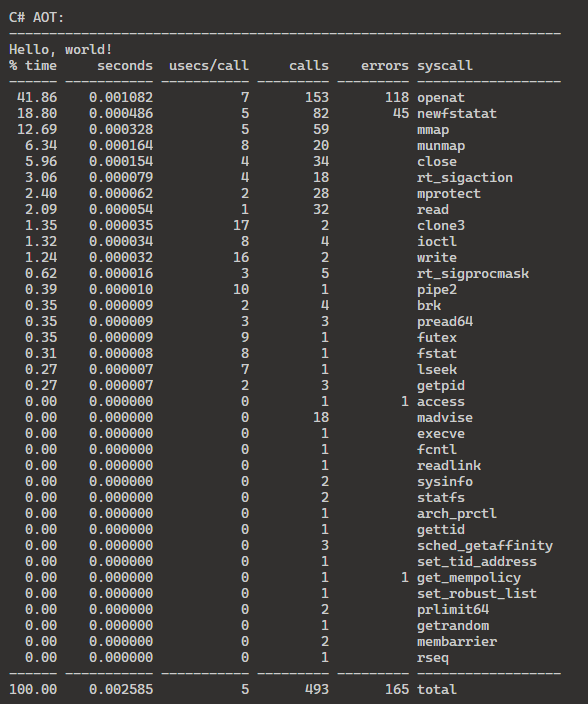 C# AOT:
---------------------------------------------------------------------
Hello, world!
% time     seconds  usecs/call     calls    errors syscall
------ ----------- ----------- --------- --------- ------------------
 41.86    0.001082           7       153       118 openat
 18.80    0.000486           5        82        45 newfstatat
 12.69    0.000328           5        59           mmap
  6.34    0.000164           8        20           munmap
  5.96    0.000154           4        34           close
  3.06    0.000079           4        18           rt_sigaction
  2.40    0.000062           2        28           mprotect
  2.09    0.000054           1        32           read
  1.35    0.000035          17         2           clone3
  1.32    0.000034           8         4           ioctl
  1.24    0.000032          16         2           write
  0.62    0.000016           3         5           rt_sigprocmask
  0.39    0.000010          10         1           pipe2
  0.35    0.000009           2         4           brk
  0.35    0.000009           3         3           pread64
  0.35    0.000009           9         1           futex
  0.31    0.000008           8         1           fstat
  0.27    0.000007           7         1           lseek
  0.27    0.000007           2         3           getpid
  0.00    0.000000           0         1         1 access
  0.00    0.000000           0        18           madvise
  0.00    0.000000           0         1           execve
  0.00    0.000000           0         1           fcntl
  0.00    0.000000           0         1           readlink
  0.00    0.000000           0         2           sysinfo
  0.00    0.000000           0         2           statfs
  0.00    0.000000           0         1           arch_prctl
  0.00    0.000000           0         1           gettid
  0.00    0.000000           0         3           sched_getaffinity
  0.00    0.000000           0         1           set_tid_address
  0.00    0.000000           0         1         1 get_mempolicy
  0.00    0.000000           0         1           set_robust_list
  0.00    0.000000           0         2           prlimit64
  0.00    0.000000           0         1           getrandom
  0.00    0.000000           0         2           membarrier
  0.00    0.000000           0         1           rseq
------ ----------- ----------- --------- --------- ------------------
100.00    0.002585           5       493       165 total